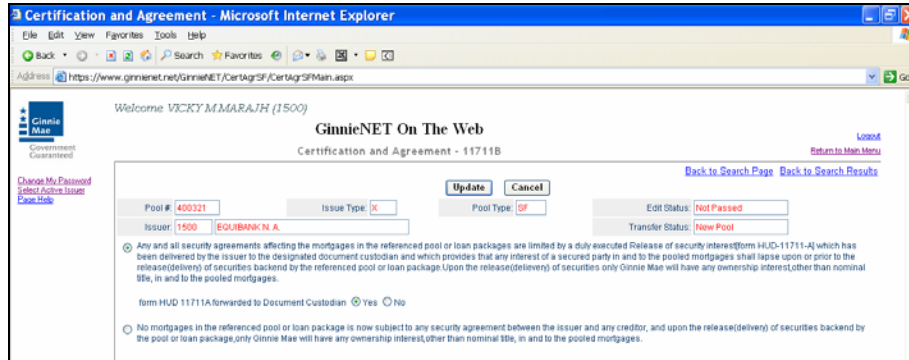 Certification and Agreement - Microsoft Internet Explorer
File Edit View Favorites Tools Help
Back Search Favorites
Address https://www.ginnienet.net/GinnieNET/CertAgrSF/CertAgrSFMain.aspx Go
Welcome VICKY M.MARAJH (1500)
Ginnie Mae
Government Guaranteed
GinnieNET On The Web
Logout
Certification and Agreement - 11711B
Return to Main Menu
Change My Password
Select Active Issuer
Page Help
Back to Search Page Back to Search Results
Update Cancel
Pool #: 400321 Issue Type: X Pool Type: SF Edit Status: Not Passed
Issuer: 1500 EQUIBANK N. A. Transfer Status: New Pool
Any and all security agreements affecting the mortgages in the referenced pool or loan packages are limited by a duly executed Release of security interest[form HUD-11711-A] which has
been delivered by the issuer to the designated document custodian and which provides that any interest of a secured party in and to the pooled mortgages shall lapse upon or prior to the
release(delivery) of securities backend by the referenced pool or loan package.Upon the release(delievery) of securities only Ginnie Mae will have any ownership interest,other than nominal
title, in and to the pooled mortgages.
form HUD 11711A forwarded to Document Custodian Yes No
No mortgages in the referenced pool or loan package is now subject to any security agreement between the issuer and any creditor, and upon the release(delivery) of securities backend by
the pool or loan package,only Ginnie Mae will have any ownership interest,other than nominal title, in and to the pooled mortgages.